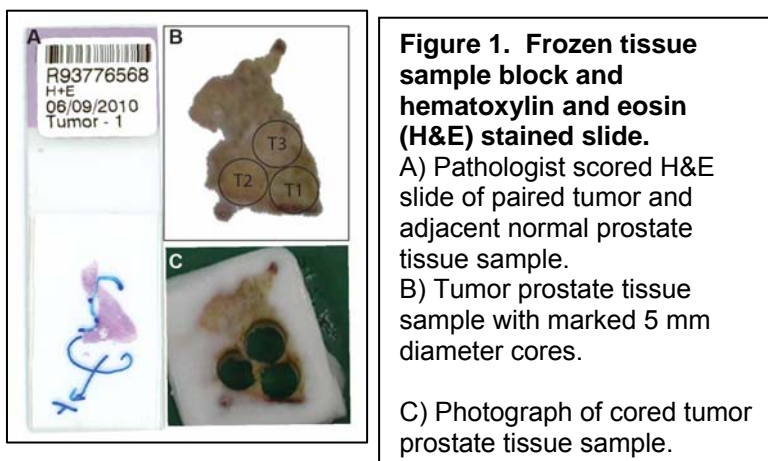 A
R93776568
H+E
06/09/2010
Tumor - 1
B
T3
T2
T1
C
Figure 1. Frozen tissue
sample block and
hematoxylin and eosin
(H&E) stained slide.
A) Pathologist scored H&E
slide of paired tumor and
adjacent normal prostate
tissue sample.
B) Tumor prostate tissue
sample with marked 5 mm
diameter cores.
C) Photograph of cored tumor
prostate tissue sample.